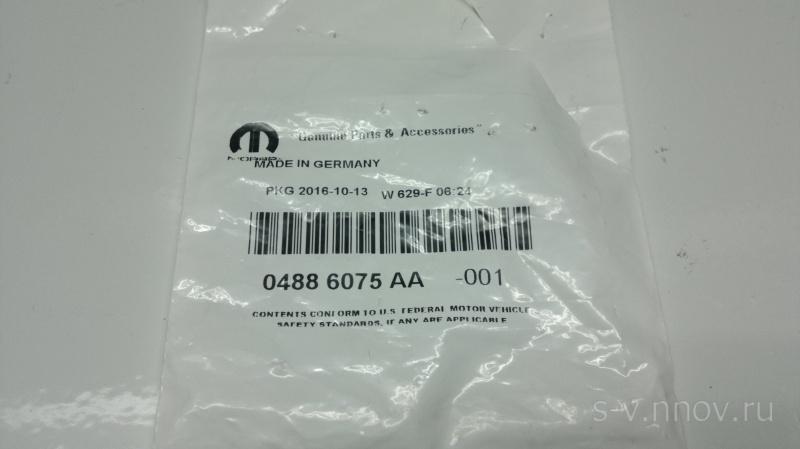 MOPAR
"Genuine Parts & Accessories"
MADE IN GERMANY
PKG 2016-10-13 W 629-F 06:24
0488 6075 AA -001
CONTENTS CONFORM TO U.S. FEDERAL MOTOR VEHICLE
SAFETY STANDARDS, IF ANY ARE APPLICABLE
s-v.nnov.ru